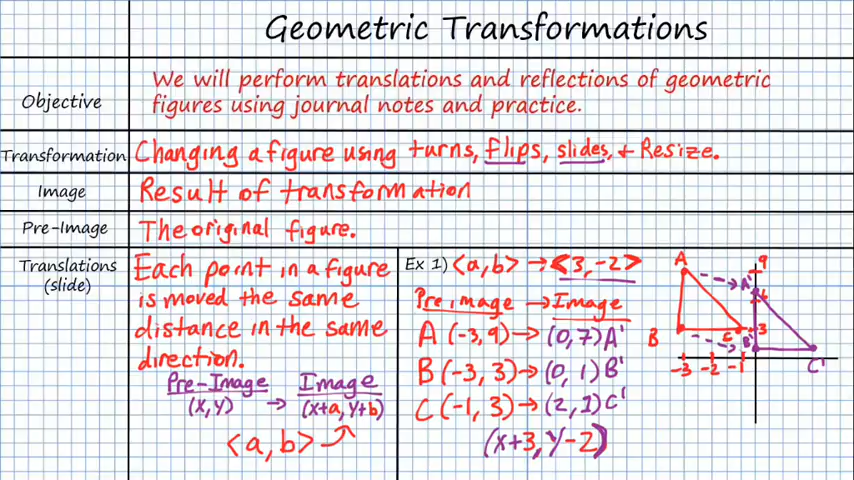 Geometric Transformations
Objective
We will perform translations and reflections of geometric
figures using journal notes and practice.
Transformation
Changing a figure using turns, flips, slides, + Resize.
Image
Result of transformation
Pre-Image
The original figure.
Translations
(slide)
Each point in a figure
is moved the same
distance in the same
direction.
Pre-Image Image
(x,y) → (x+a, y+b)
<a, b>
Ex 1) <a,b> → <3, -2>
Preimage → Image
A (-3, 9) → (0, 7) A'
B (-3, 3) → (0, 1) B'
C (-1, 3) → (2, 1) C'
(x+3, y-2)
A 9
A'
6
B C 3
B'
-3 -2 -1 C'